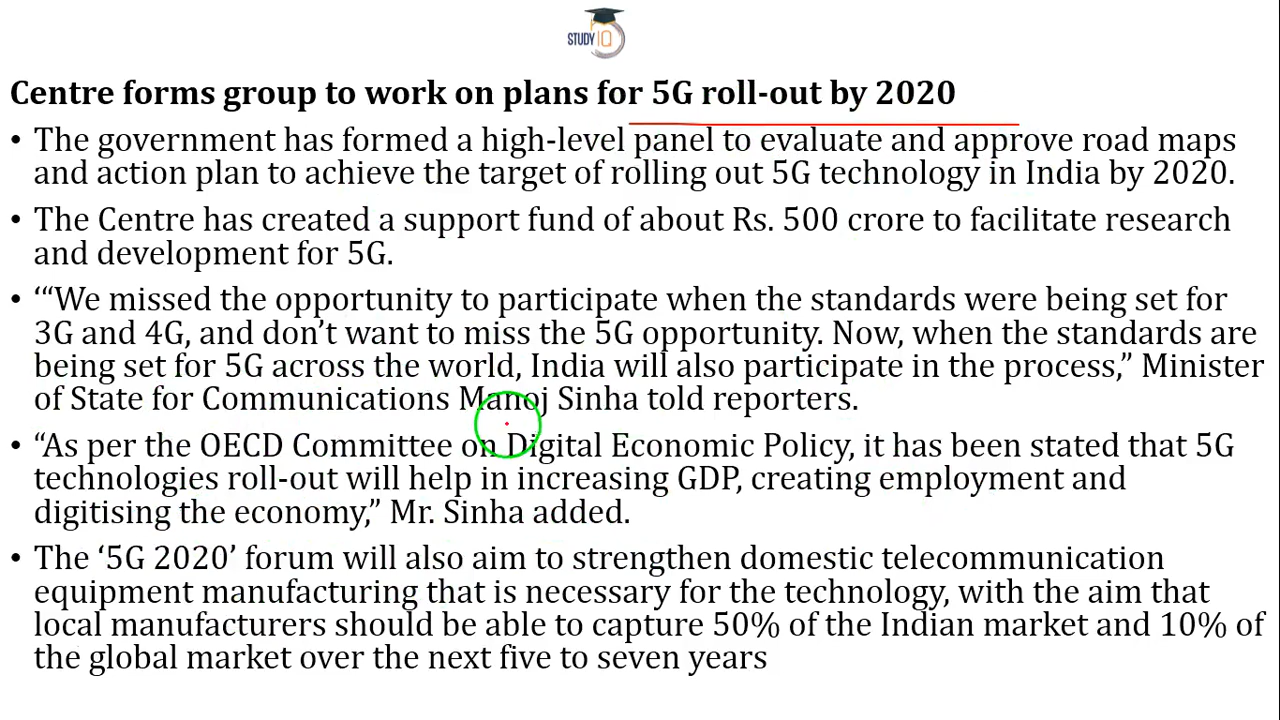 STUDY IQ
Centre forms group to work on plans for 5G roll-out by 2020
• The government has formed a high-level panel to evaluate and approve road maps
and action plan to achieve the target of rolling out 5G technology in India by 2020.
• The Centre has created a support fund of about Rs. 500 crore to facilitate research
and development for 5G.
• ‘“We missed the opportunity to participate when the standards were being set for
3G and 4G, and don’t want to miss the 5G opportunity. Now, when the standards are
being set for 5G across the world, India will also participate in the process,” Minister
of State for Communications Manoj Sinha told reporters.
• “As per the OECD Committee on Digital Economic Policy, it has been stated that 5G
technologies roll-out will help in increasing GDP, creating employment and
digitising the economy,” Mr. Sinha added.
• The ‘5G 2020’ forum will also aim to strengthen domestic telecommunication
equipment manufacturing that is necessary for the technology, with the aim that
local manufacturers should be able to capture 50% of the Indian market and 10% of
the global market over the next five to seven years